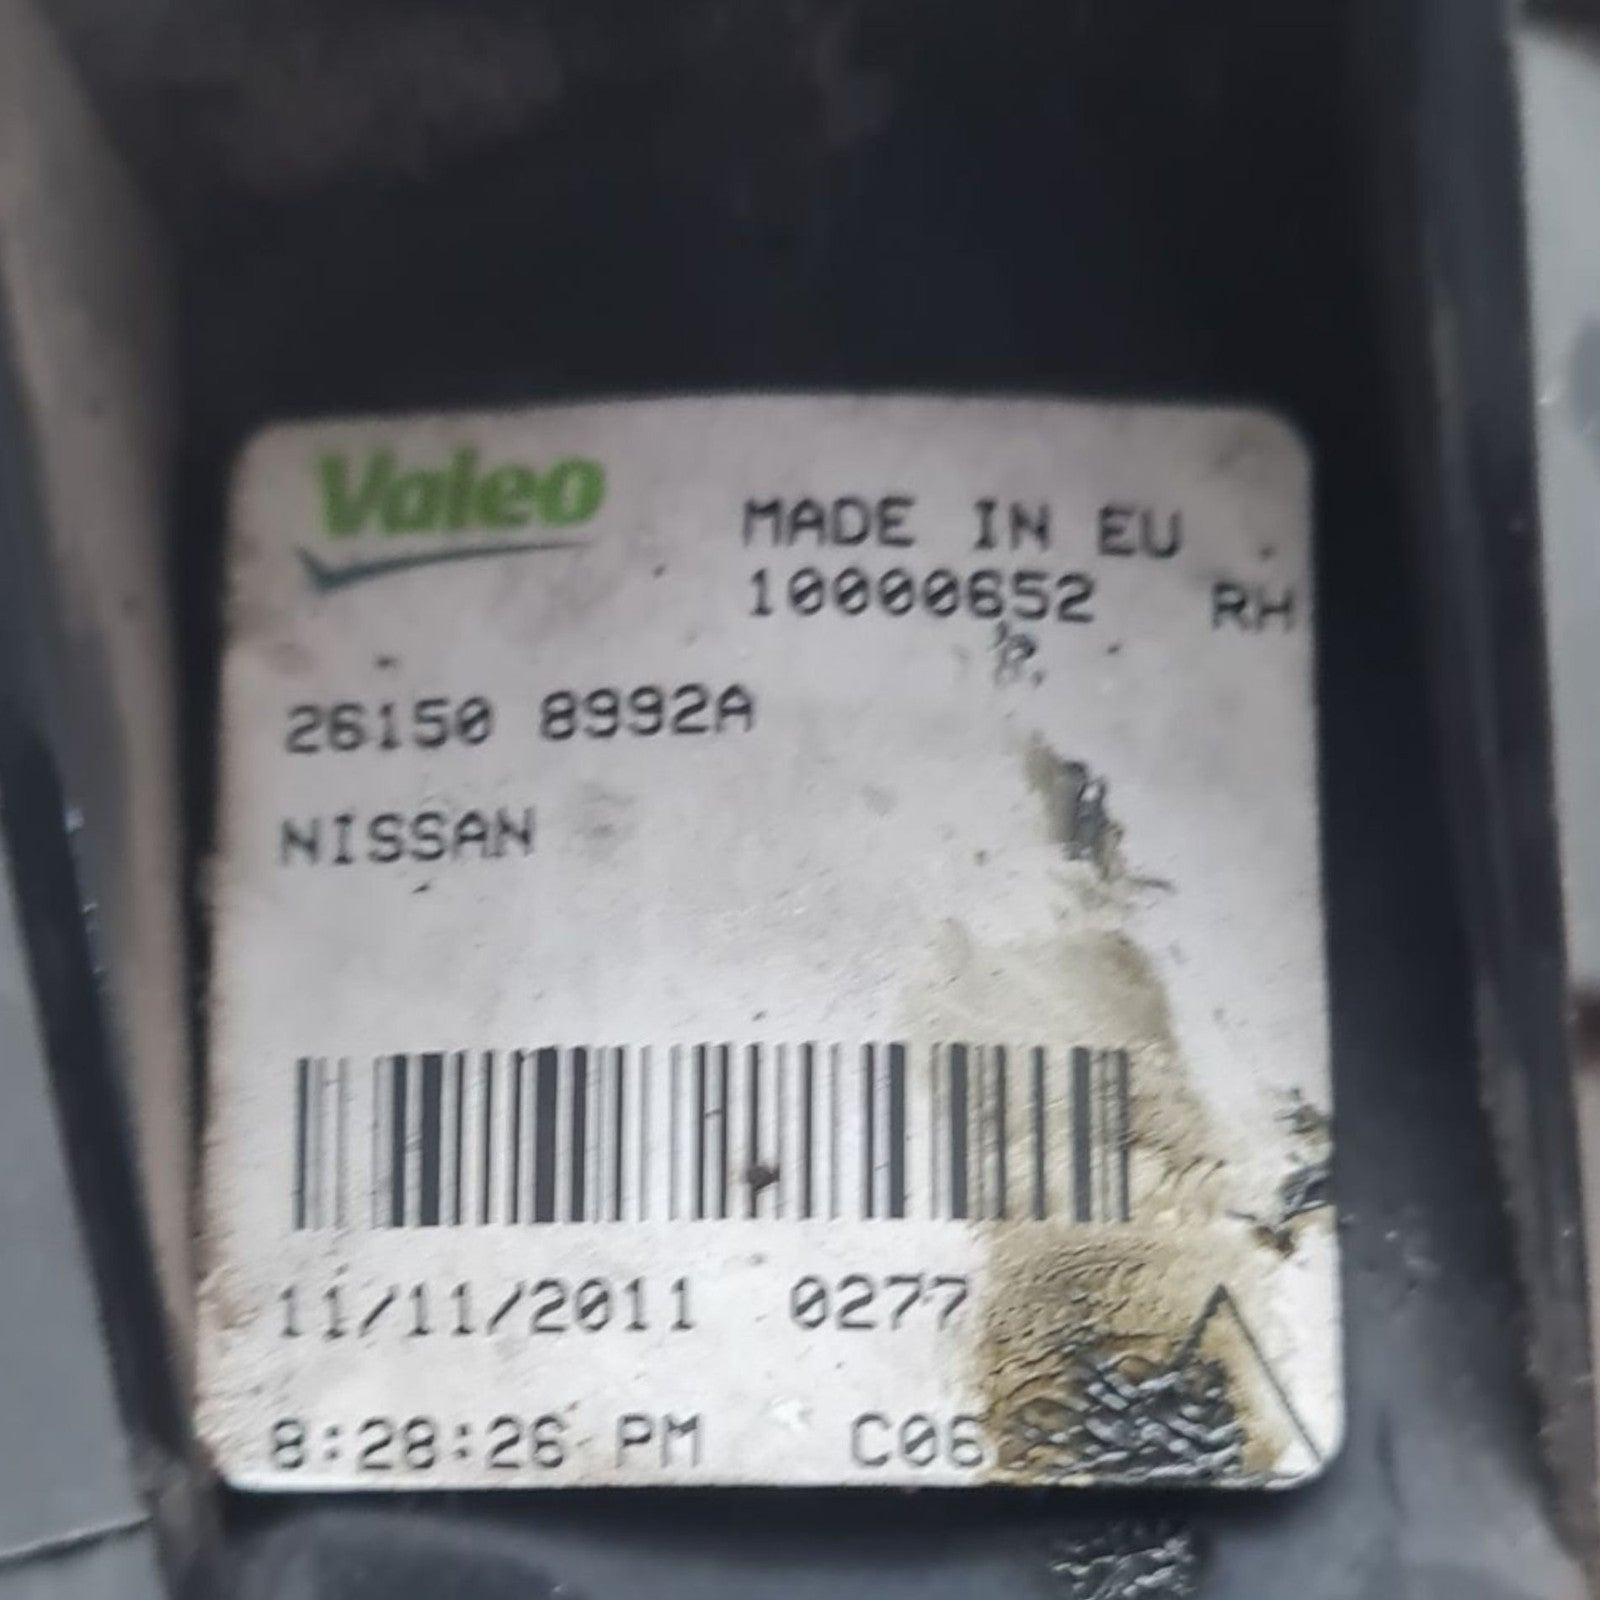 Valeo
MADE IN EU
10000652 RH
26150 8992A
NISSAN
11/11/2011 0277
8:28:26 PM C06